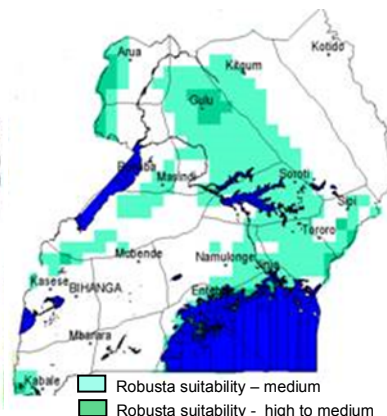 Arua
Kotido
Kitgum
Gulu
Masindi
Soroti
Sipi
Tororo
Mubende
Namulonge
Jinja
Kasese
BIHANGA
Mbarara
Kabale
Robusta suitability – medium
Robusta suitability - high to medium